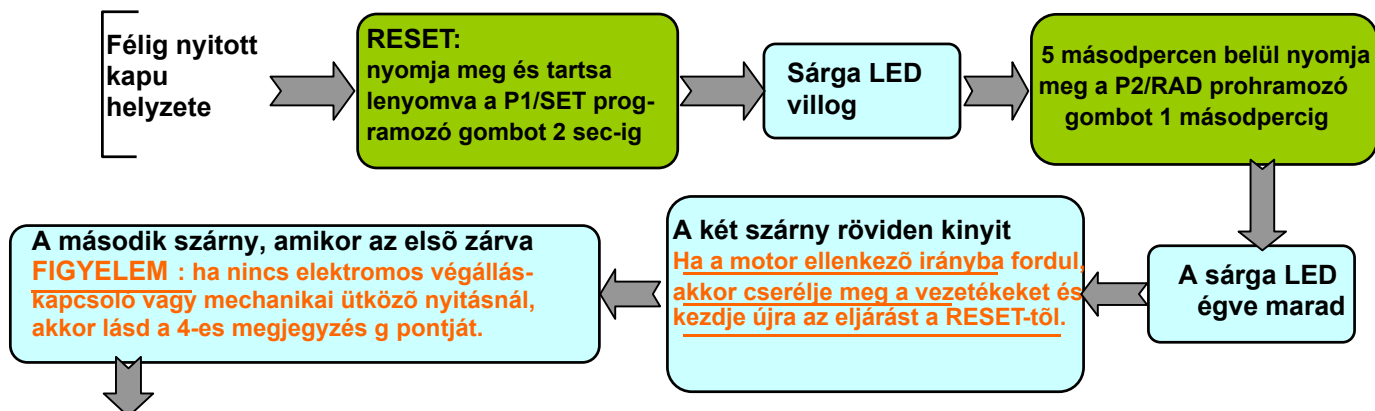 Félig nyitott
kapu
helyzete
RESET:
nyomja meg és tartsa
lenyomva a P1/SET prog-
ramozó gombot 2 sec-ig
Sárga LED
villog
5 másodpercen belül nyomja
meg a P2/RAD prohramozó
gombot 1 másodpercig
A sárga LED
égve marad
A két szárny röviden kinyit
Ha a motor ellenkezõ irányba fordul,
akkor cserélje meg a vezetékeket és
kezdje újra az eljárást a RESET-tõl.
A második szárny, amikor az elsõ zárva
FIGYELEM : ha nincs elektromos végállás-
kapcsoló vagy mechanikai ütközõ nyitásnál,
akkor lásd a 4-es megjegyzés g pontját.